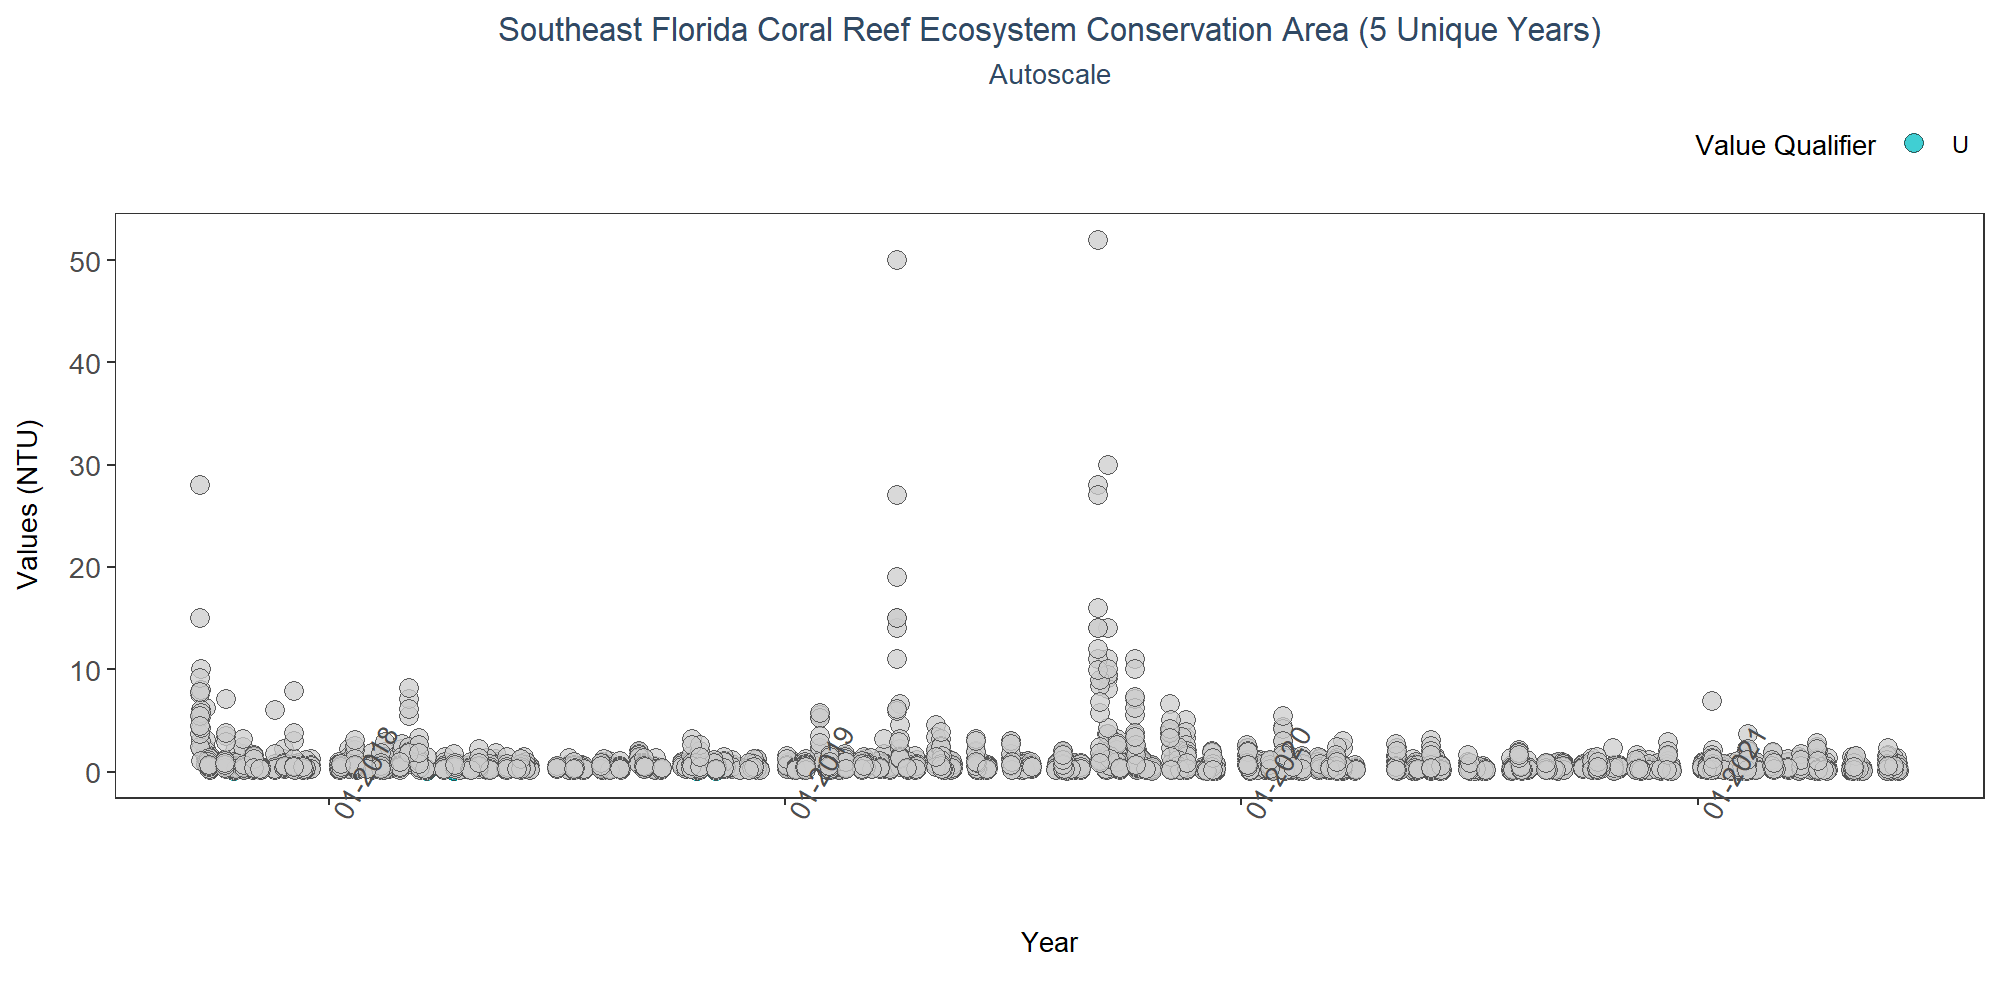 Southeast Florida Coral Reef Ecosystem Conservation Area (5 Unique Years)
Autoscale
Value Qualifier U
Values (NTU)
50
40
30
20
10
0
01-2018
01-2019
01-2020
01-2021
Year